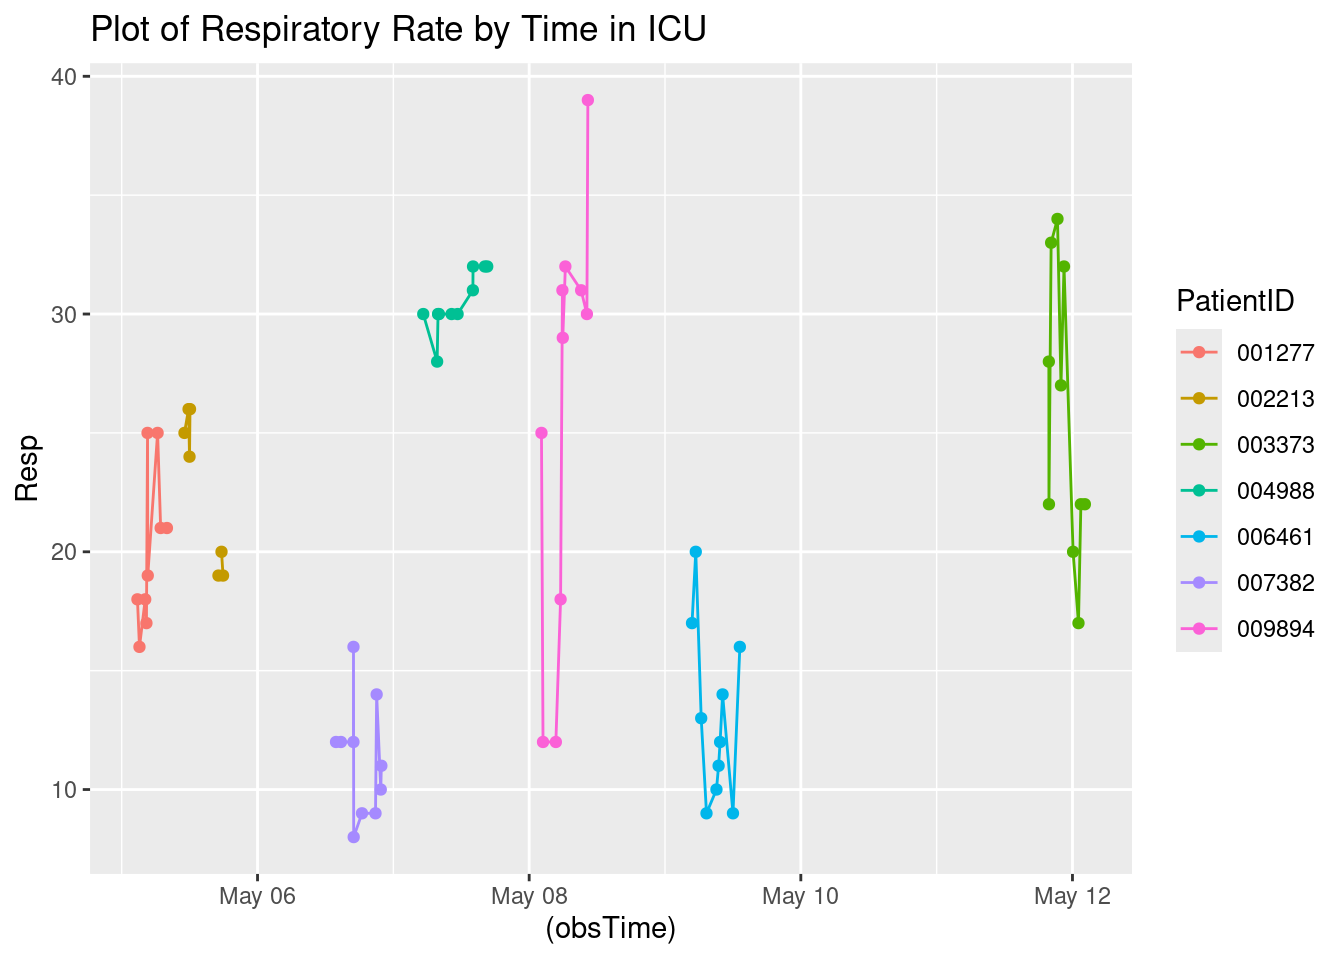 Plot of Respiratory Rate by Time in ICU
40
30
20
10
Resp
May 06
May 08
May 10
May 12
(obsTime)
PatientID
001277
002213
003373
004988
006461
007382
009894